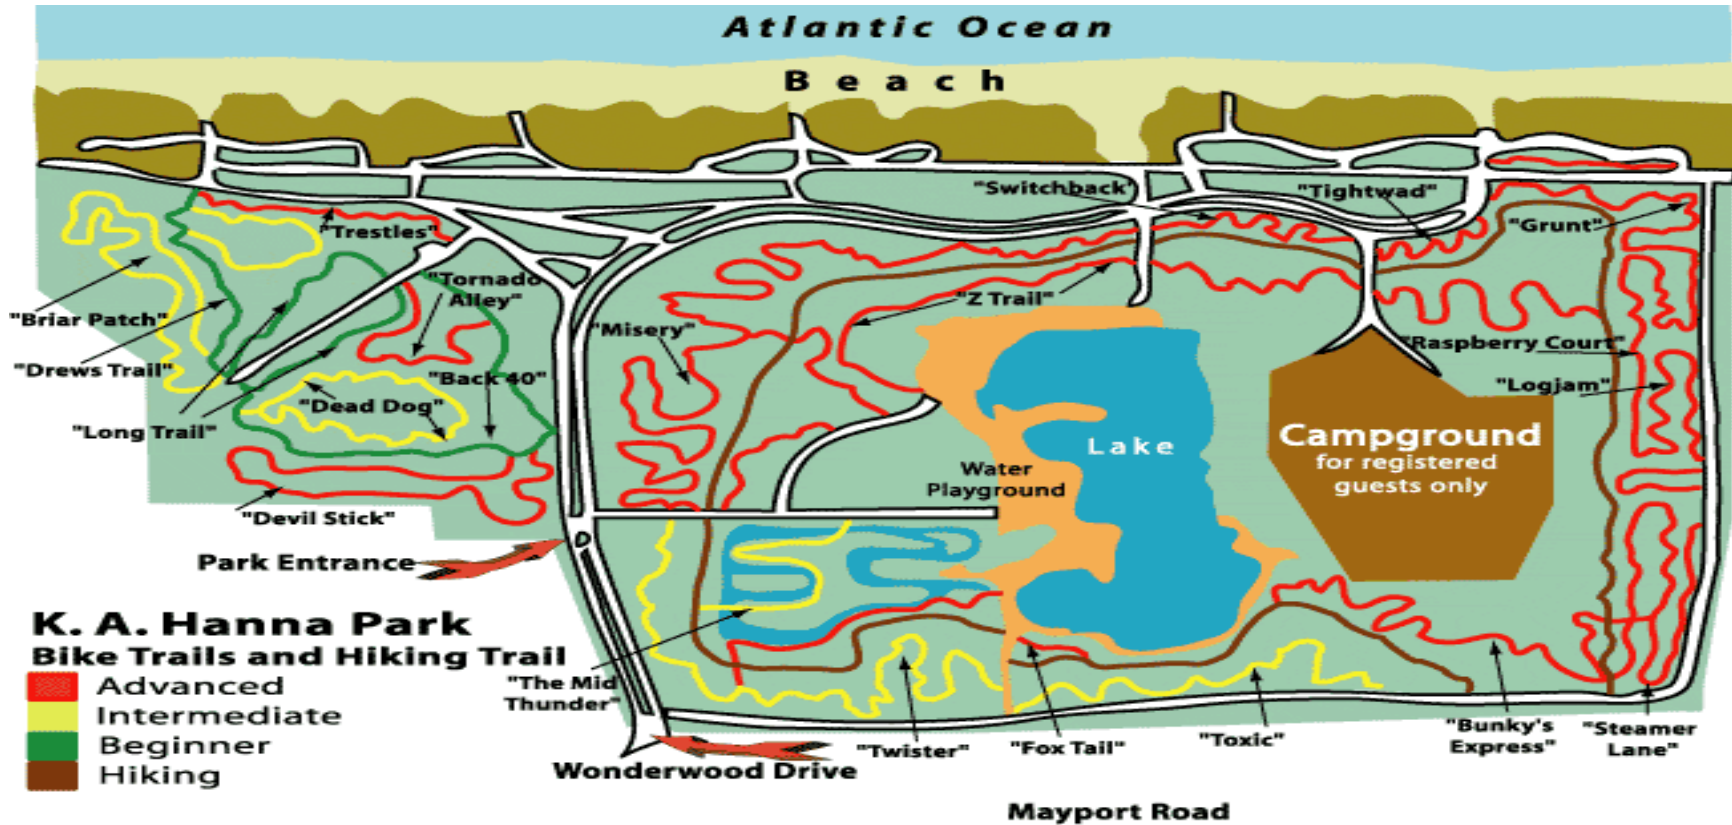 Atlantic Ocean
Beach
"Switchback"
"Tightwad"
"Grunt"
"Trestles"
"Tornado
Alley"
"Z Trail"
"Briar Patch"
"Misery"
"Raspberry Court"
"Drews Trail"
"Back 40"
"Logjam"
"Dead Dog"
"Long Trail"
Campground
for registered
guests only
Lake
Water
Playground
"Devil Stick"
Park Entrance
D
K. A. Hanna Park
Bike Trails and Hiking Trail
Advanced
Intermediate
Beginner
Hiking
"The Mid
Thunder"
"Twister"
"Fox Tail"
"Toxic"
"Bunky's
Express"
"Steamer
Lane"
Wonderwood Drive
Mayport Road